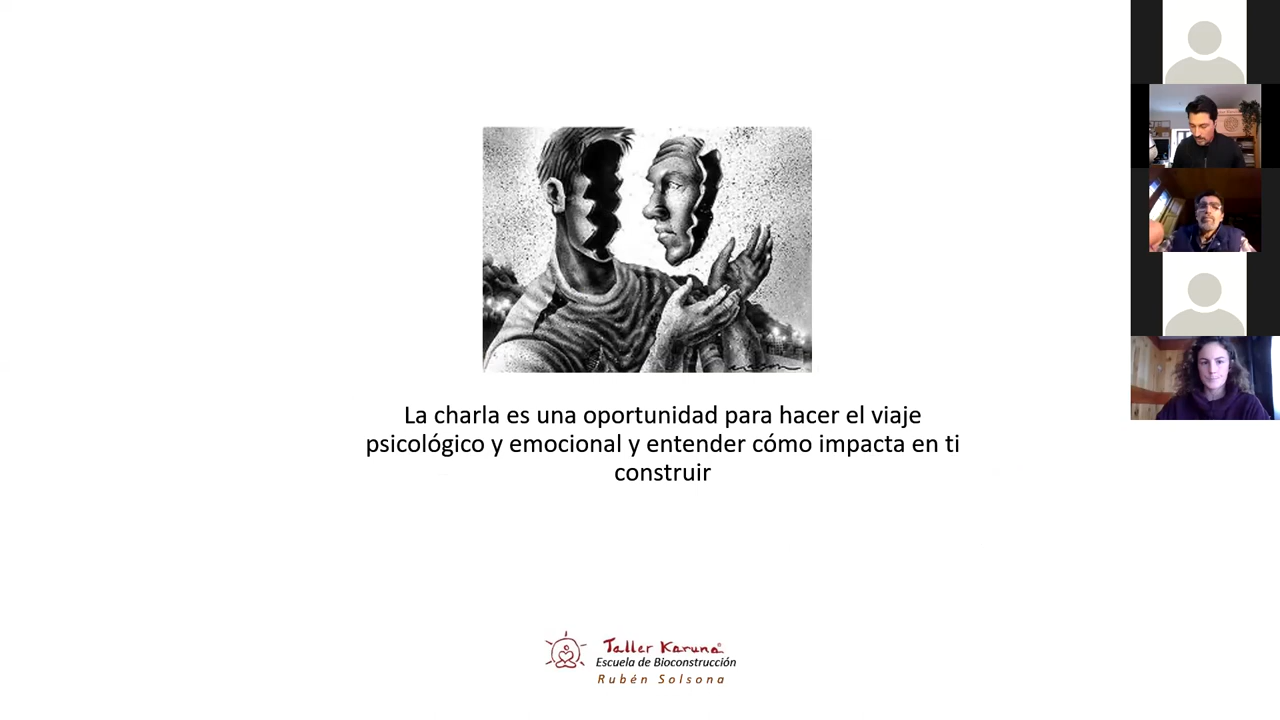 La charla es una oportunidad para hacer el viaje
psicológico y emocional y entender cómo impacta en ti
construir
Taller Karuna
Escuela de Bioconstrucción
Rubén Solsona